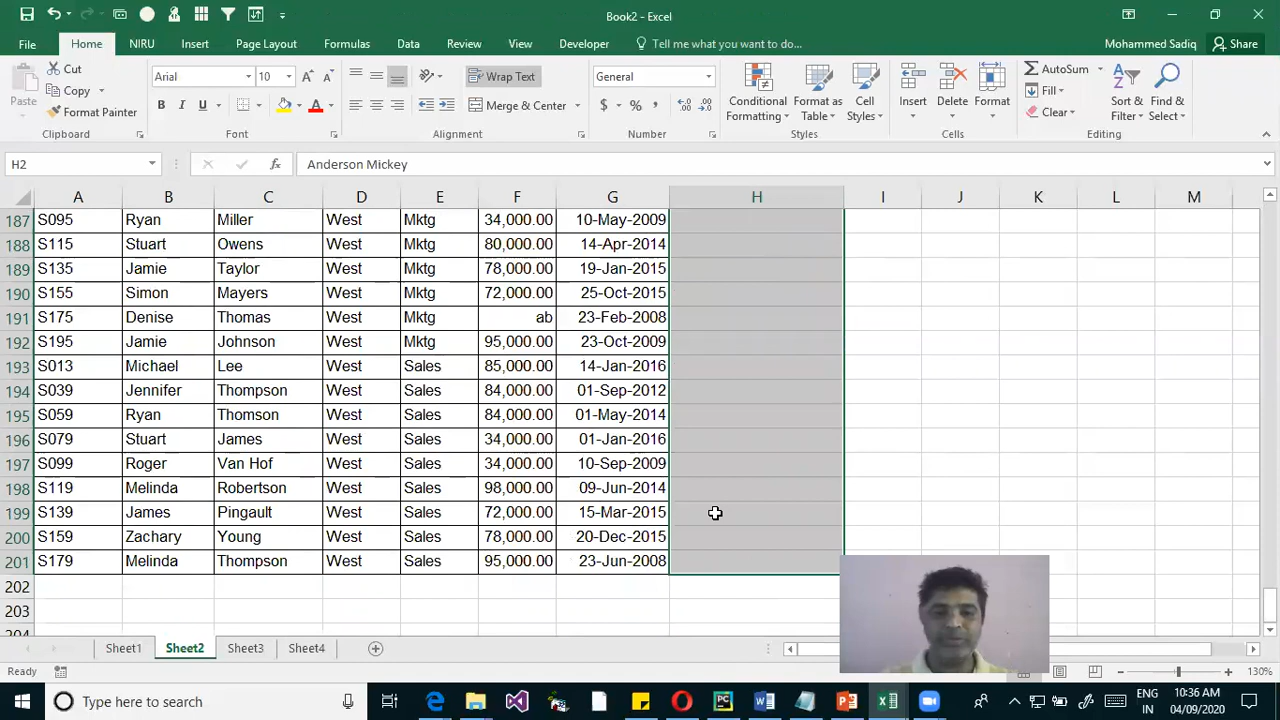 Book2 - Excel
File Home NIRU Insert Page Layout Formulas Data Review View Developer Tell me what you want to do... Mohammed Sadiq Share
Paste Cut Copy Format Painter
Clipboard
Arial 10
B I U
Font
Wrap Text
Merge & Center
Alignment
General
$ % ,
Number
Conditional Formatting
Format as Table
Cell Styles
Styles
Insert Delete Format
Cells
AutoSum
Fill
Clear
Sort & Filter
Find & Select
Editing
H2 fx Anderson Mickey
A B C D E F G H I J K L M
187 S095 Ryan Miller West Mktg 34,000.00 10-May-2009
188 S115 Stuart Owens West Mktg 80,000.00 14-Apr-2014
189 S135 Jamie Taylor West Mktg 78,000.00 19-Jan-2015
190 S155 Simon Mayers West Mktg 72,000.00 25-Oct-2015
191 S175 Denise Thomas West Mktg ab 23-Feb-2008
192 S195 Jamie Johnson West Mktg 95,000.00 23-Oct-2009
193 S013 Michael Lee West Sales 85,000.00 14-Jan-2016
194 S039 Jennifer Thompson West Sales 84,000.00 01-Sep-2012
195 S059 Ryan Thomson West Sales 84,000.00 01-May-2014
196 S079 Stuart James West Sales 34,000.00 01-Jan-2016
197 S099 Roger Van Hof West Sales 34,000.00 10-Sep-2009
198 S119 Melinda Robertson West Sales 98,000.00 09-Jun-2014
199 S139 James Pingault West Sales 72,000.00 15-Mar-2015
200 S159 Zachary Young West Sales 78,000.00 20-Dec-2015
201 S179 Melinda Thompson West Sales 95,000.00 23-Jun-2008
202
203
204
Sheet1 Sheet2 Sheet3 Sheet4
Ready 130%
Type here to search
ENG
IN
10:36 AM
04/09/2020